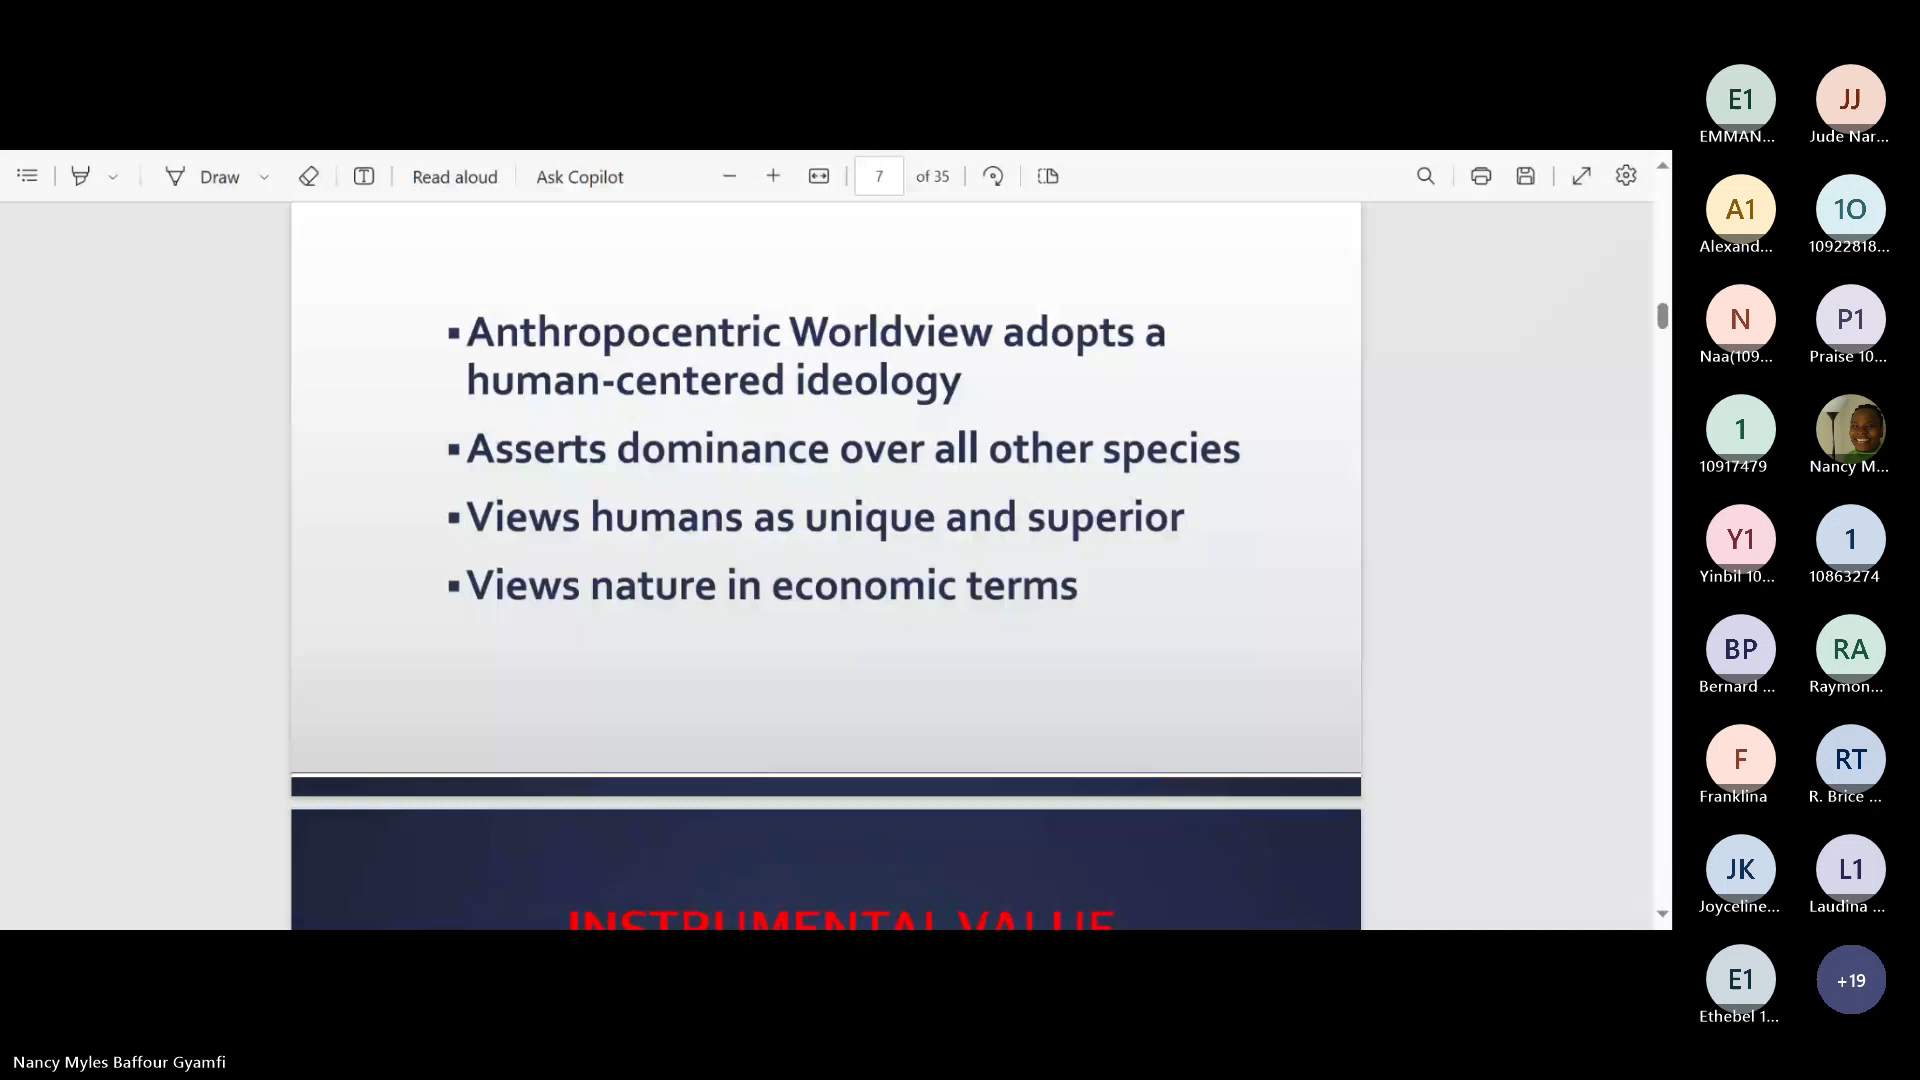 E1 JJ
EMMAN... Jude Nar...
Draw Read aloud Ask Copilot 7 of 35
A1 1O
Alexand... 10922818...
▪Anthropocentric Worldview adopts a
human-centered ideology
▪Asserts dominance over all other species
▪Views humans as unique and superior
▪Views nature in economic terms
INSTRUMENTAL VALUE
N P1
Naa(109... Praise 10...
1
10917479 Nancy M...
Y1 1
Yinbil 10... 10863274
BP RA
Bernard ... Raymon...
F RT
Franklina R. Brice ...
JK L1
Joyceline... Laudina ...
E1 +19
Ethebel 1...
Nancy Myles Baffour Gyamfi